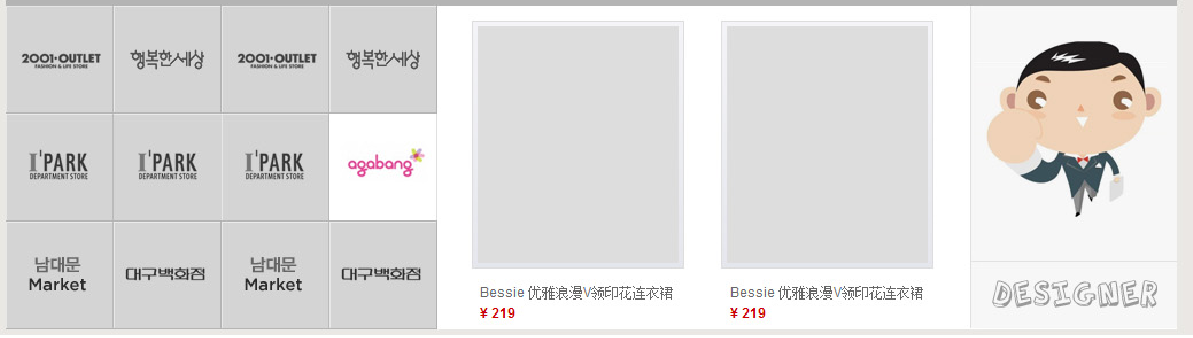 2001·OUTLET
FASHION & LIFE STORE
행복한세상
2001·OUTLET
FASHION & LIFE STORE
행복한세상
I'PARK
DEPARTMENT STORE
I'PARK
DEPARTMENT STORE
I'PARK
DEPARTMENT STORE
agabang
남대문
Market
대구백화점
남대문
Market
대구백화점
Bessie 优雅浪漫V领印花连衣裙
¥ 219
Bessie 优雅浪漫V领印花连衣裙
¥ 219
DESIGNER